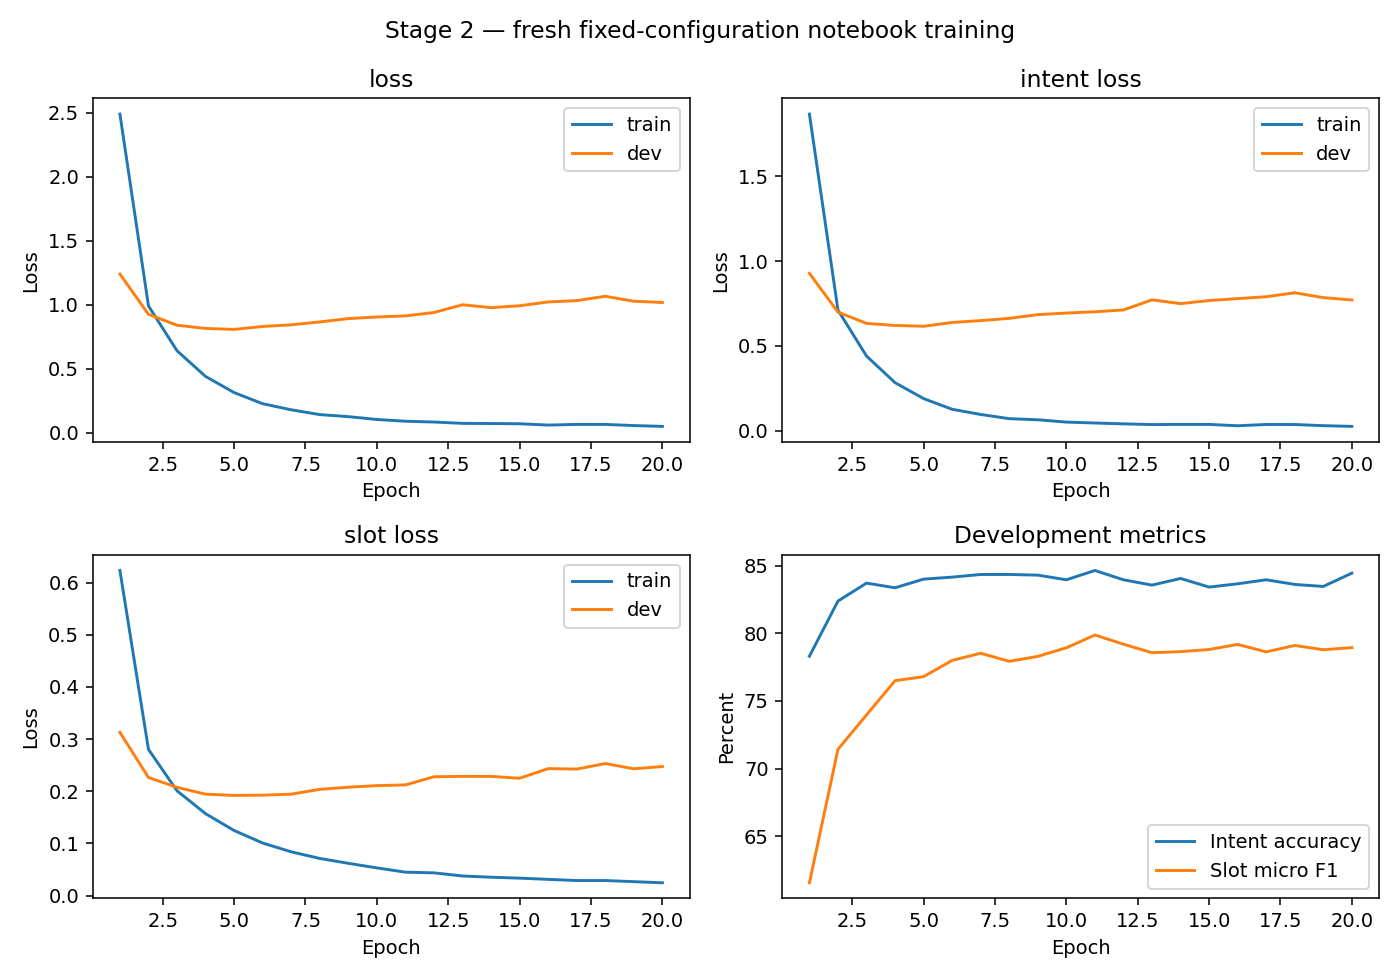 Stage 2 — fresh fixed-configuration notebook training
loss
2.5
2.0
1.5
1.0
0.5
0.0
Loss
train
dev
2.5 5.0 7.5 10.0 12.5 15.0 17.5 20.0
Epoch
intent loss
1.5
1.0
0.5
0.0
Loss
train
dev
2.5 5.0 7.5 10.0 12.5 15.0 17.5 20.0
Epoch
slot loss
0.6
0.5
0.4
0.3
0.2
0.1
0.0
Loss
train
dev
2.5 5.0 7.5 10.0 12.5 15.0 17.5 20.0
Epoch
Development metrics
85
80
75
70
65
Percent
Intent accuracy
Slot micro F1
2.5 5.0 7.5 10.0 12.5 15.0 17.5 20.0
Epoch